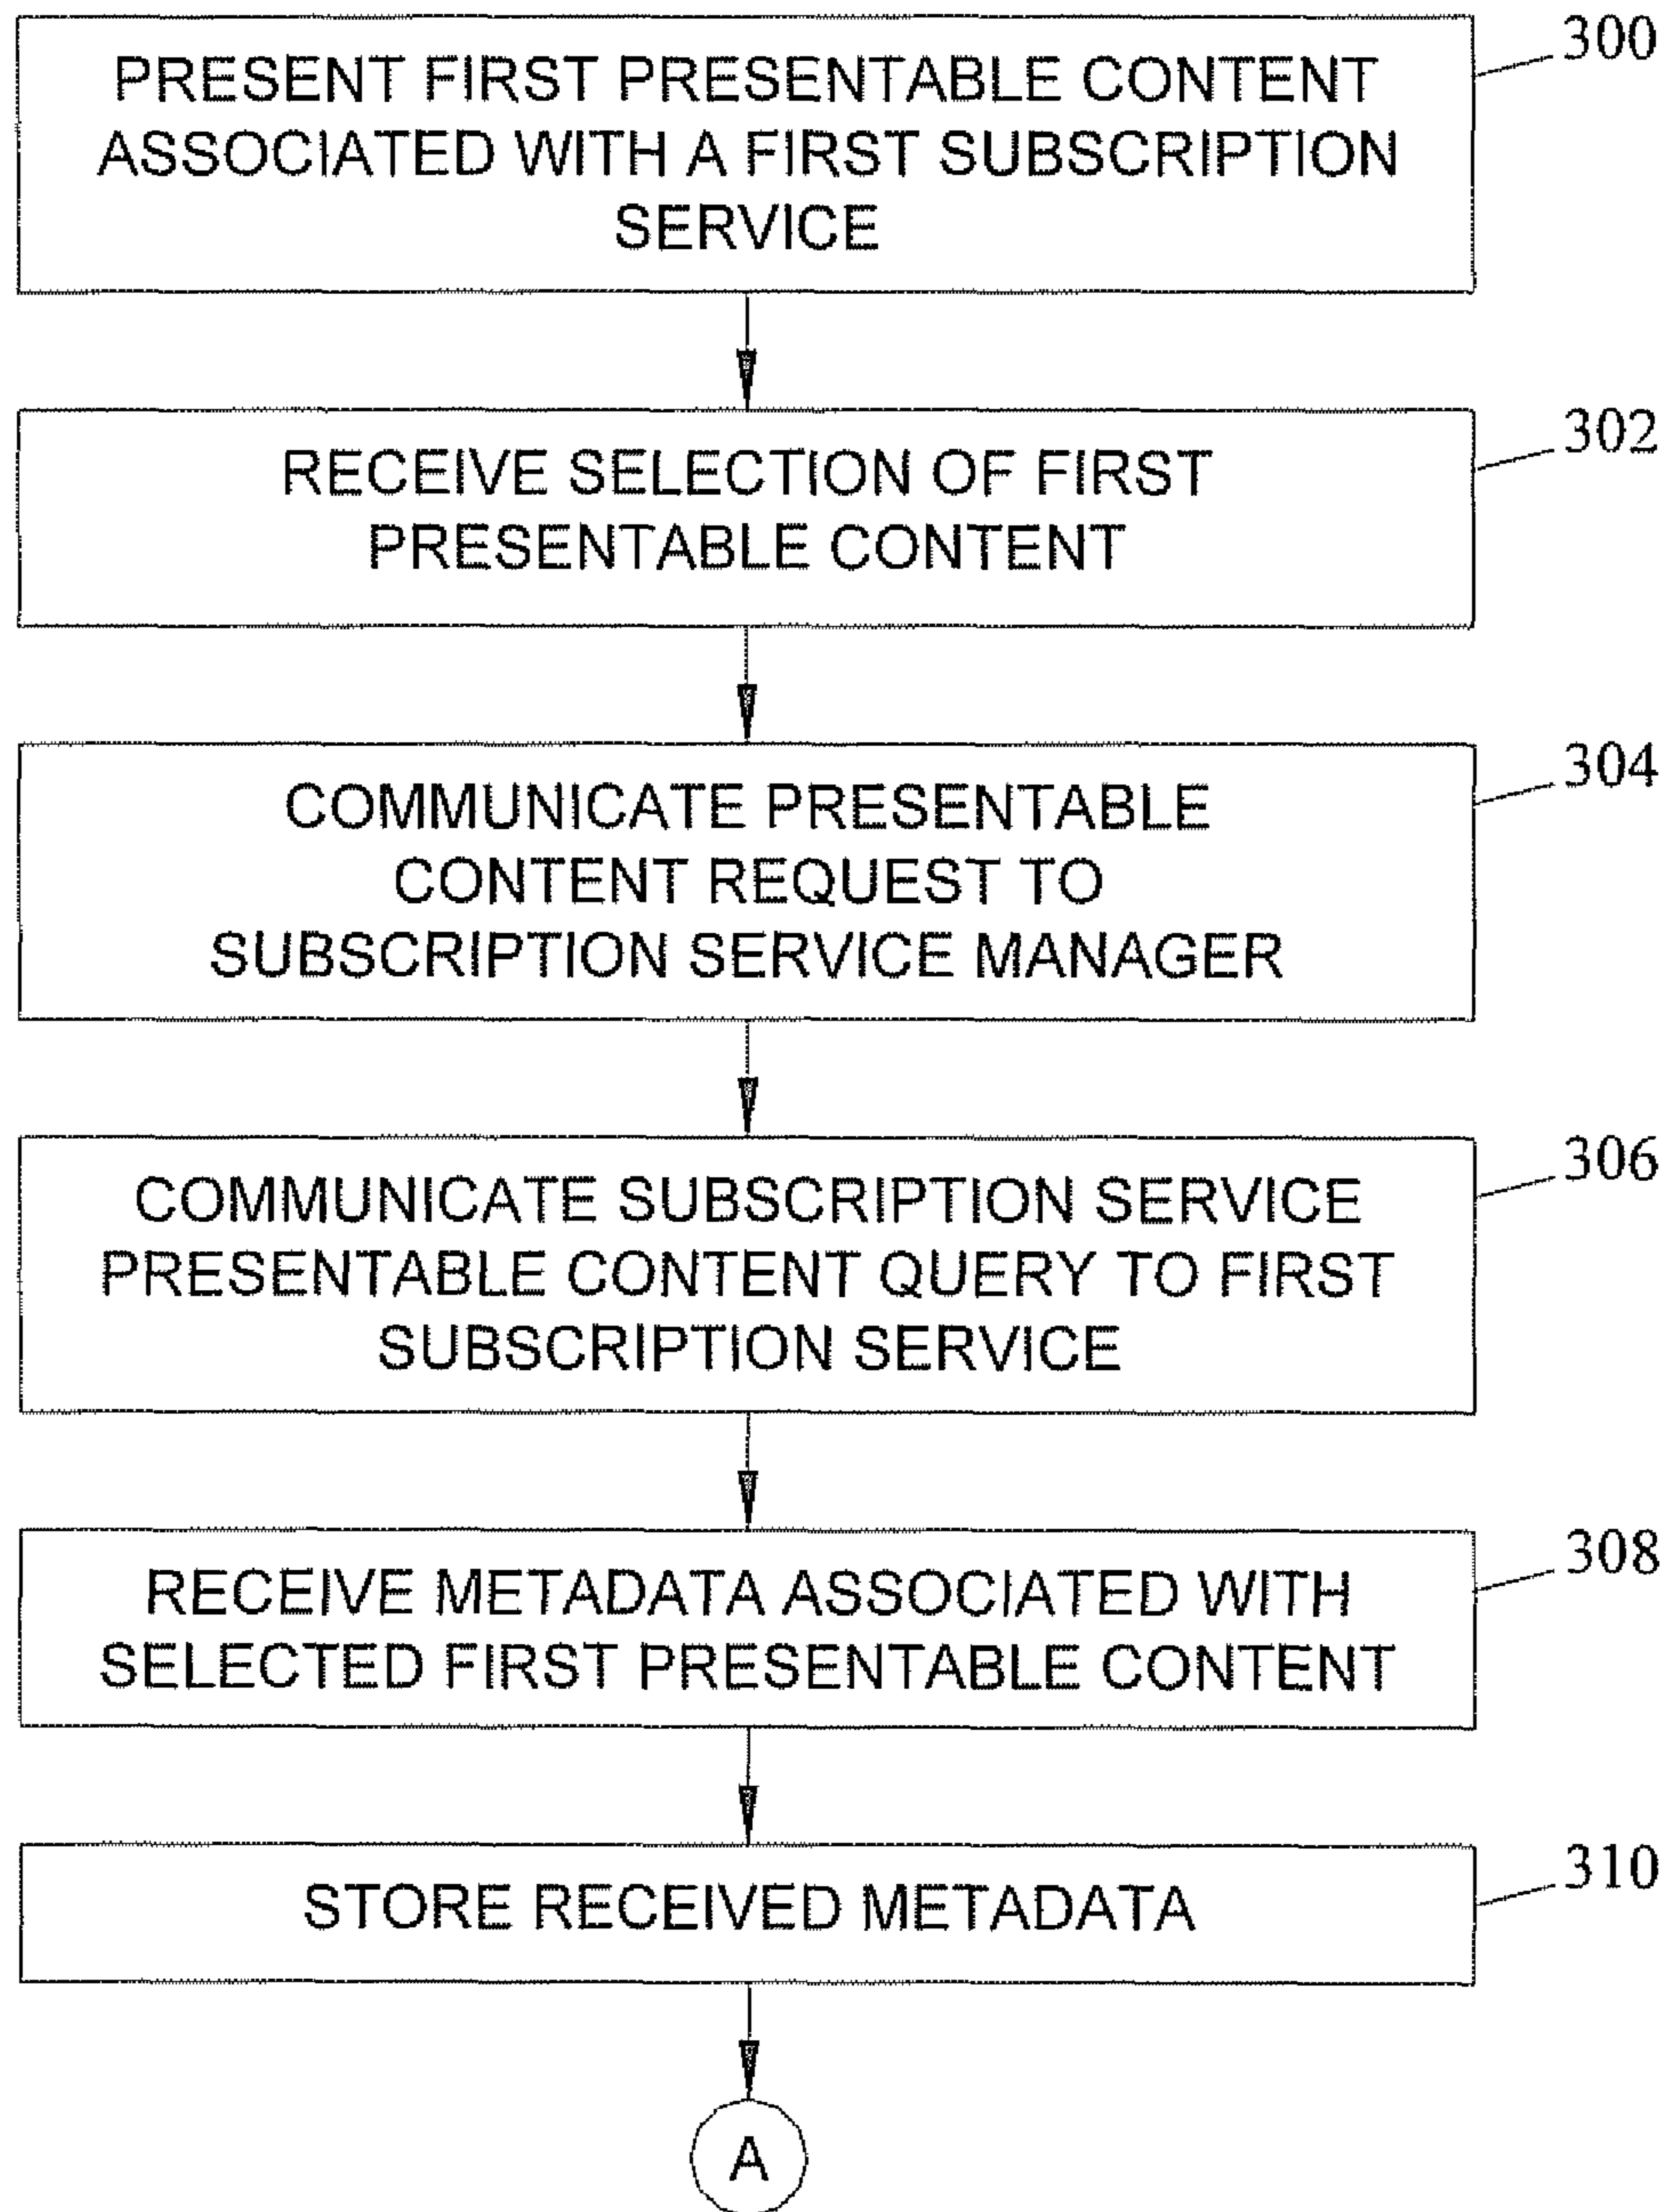 PRESENT FIRST PRESENTABLE CONTENT
ASSOCIATED WITH A FIRST SUBSCRIPTION
SERVICE
300
RECEIVE SELECTION OF FIRST
PRESENTABLE CONTENT
302
COMMUNICATE PRESENTABLE
CONTENT REQUEST TO
SUBSCRIPTION SERVICE MANAGER
304
COMMUNICATE SUBSCRIPTION SERVICE
PRESENTABLE CONTENT QUERY TO FIRST
SUBSCRIPTION SERVICE
306
RECEIVE METADATA ASSOCIATED WITH
SELECTED FIRST PRESENTABLE CONTENT
308
STORE RECEIVED METADATA
310
A